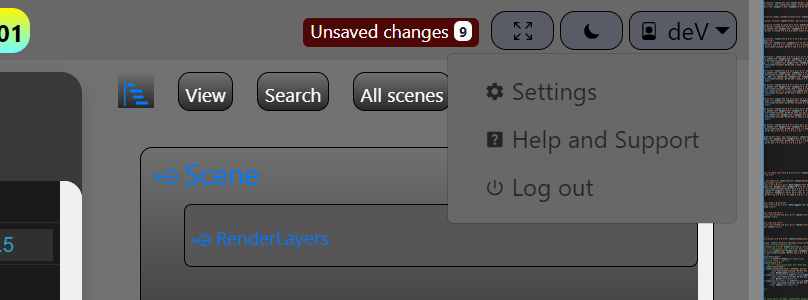 01
Unsaved changes 9
deV
View
Search
All scenes
Settings
Help and Support
Log out
Scene
RenderLayers
.5